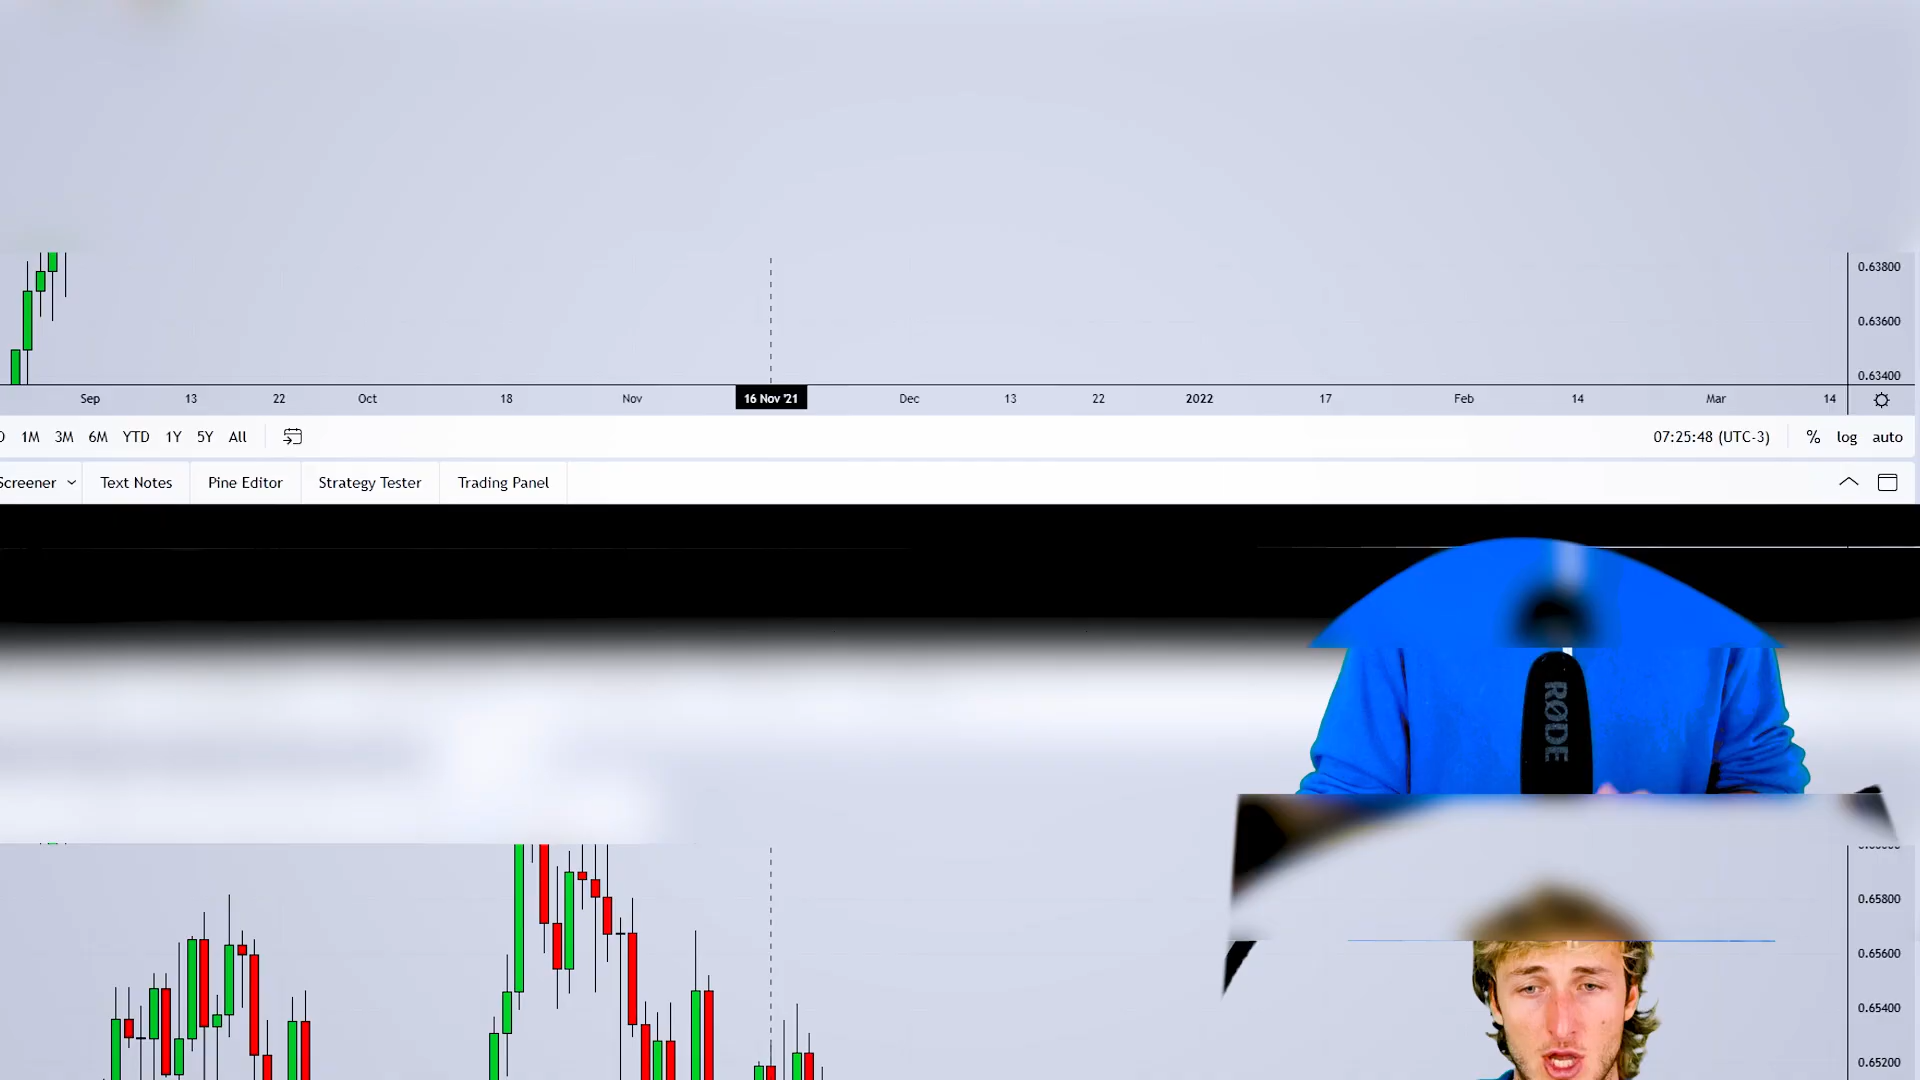 0.63800
0.63600
0.63400
Sep 13 22 Oct 18 Nov 16 Nov '21 Dec 13 22 2022 17 Feb 14 Mar 14
1M 3M 6M YTD 1Y 5Y All 07:25:48 (UTC-3) % log auto
Screener Text Notes Pine Editor Strategy Tester Trading Panel
RØDE
0.65800
0.65600
0.65400
0.65200